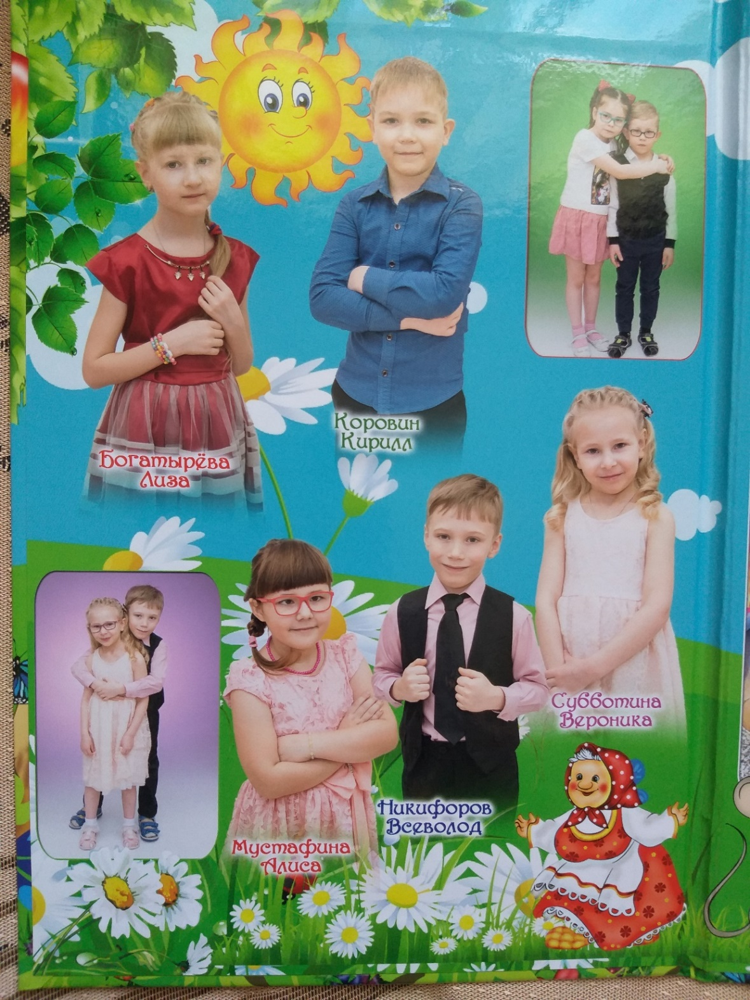 Коровин
Кирилл
Богатырёва
Лиза
Субботина
Вероника
Никифоров
Всеволод
Мустафина
Алиса